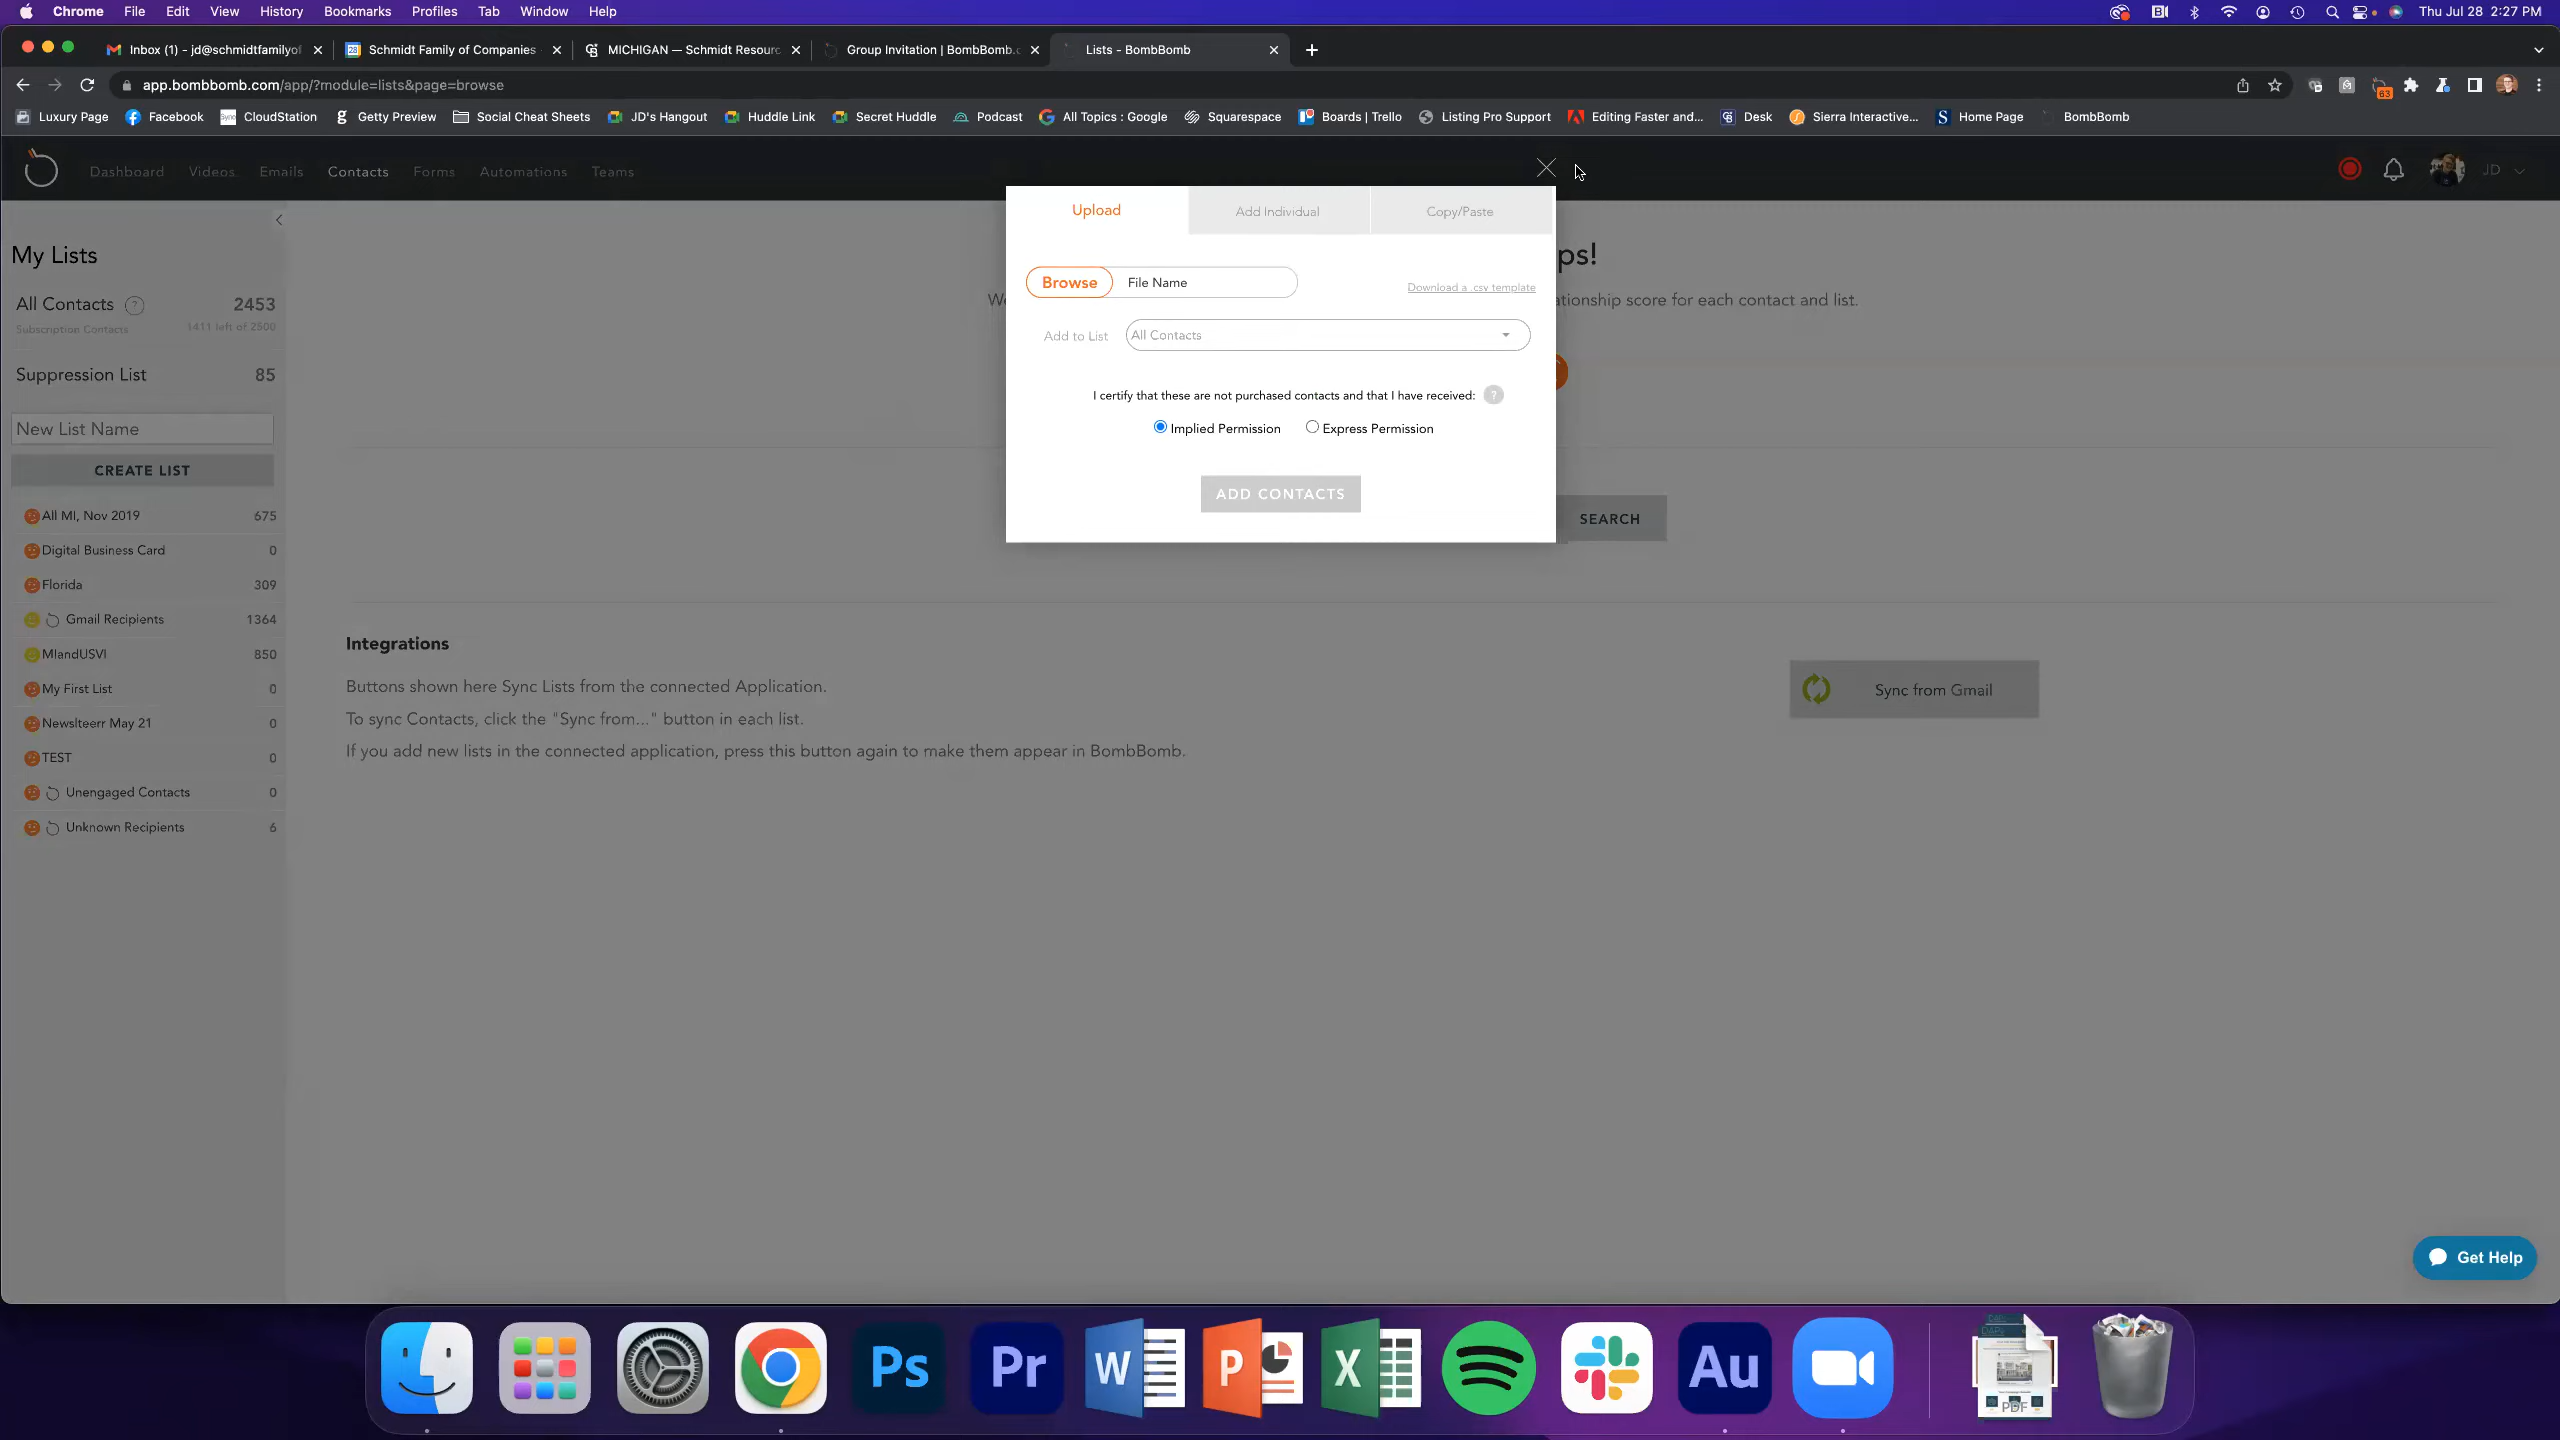 Chrome File Edit View History Bookmarks Profiles Tab Window Help Thu Jul 28 2:27 PM
Inbox (1) - jd@schmidtfamilyof Schmidt Family of Companies MICHIGAN — Schmidt Resourc Group Invitation | BombBomb.c Lists - BombBomb
app.bombbomb.com/app/?module=lists&page=browse 63
Luxury Page Facebook CloudStation Getty Preview Social Cheat Sheets JD's Hangout Huddle Link Secret Huddle Podcast All Topics : Google Squarespace Boards | Trello Listing Pro Support Editing Faster and... Desk Sierra Interactive... Home Page BombBomb
Dashboard Videos Emails Contacts Forms Automations Teams JD
Upload Add Individual Copy/Paste
My Lists ps!
Browse File Name Download a .csv template
All Contacts ? 2453 We ationship score for each contact and list.
Subscription Contacts 1411 left of 2500
Add to List All Contacts
Suppression List 85
I certify that these are not purchased contacts and that I have received: ?
New List Name Implied Permission Express Permission
CREATE LIST
ADD CONTACTS
All MI, Nov 2019 675 SEARCH
Digital Business Card 0
Florida 309
Gmail Recipients 1364
Integrations
MIandUSVI 850
My First List 0 Buttons shown here Sync Lists from the connected Application. Sync from Gmail
Newslteerr May 21 0 To sync Contacts, click the "Sync from..." button in each list.
TEST 0 If you add new lists in the connected application, press this button again to make them appear in BombBomb.
Unengaged Contacts 0
Unknown Recipients 6
Get Help
Ps Pr W P X Au PDF